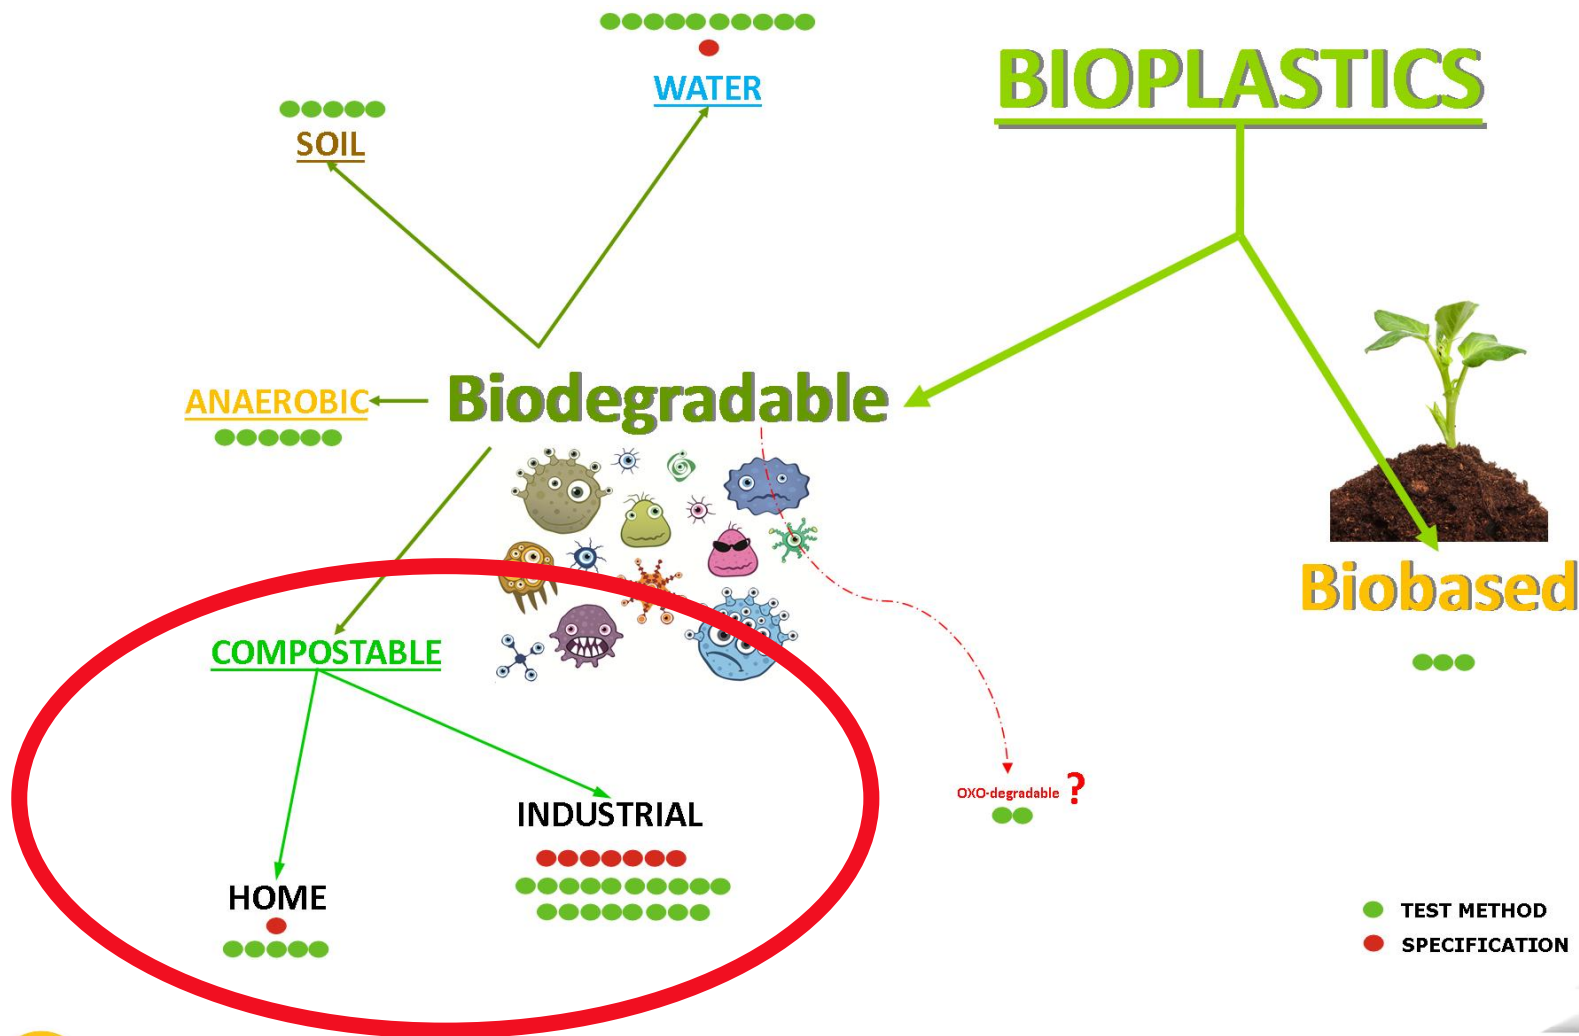 BIOPLASTICS
WATER
SOIL
ANAEROBIC
Biodegradable
Biobased
COMPOSTABLE
OXO-degradable ?
INDUSTRIAL
HOME
TEST METHOD
SPECIFICATION